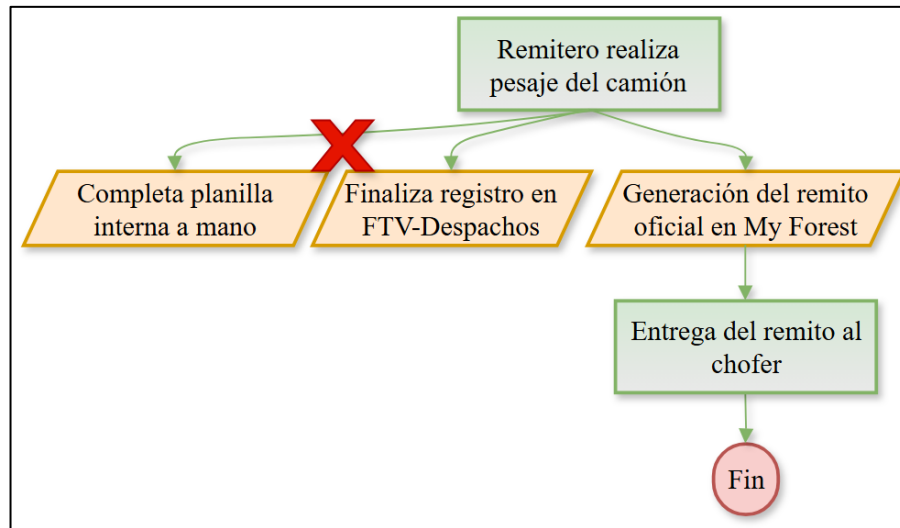 Remitero realiza
pesaje del camión
Completa planilla
interna a mano
Finaliza registro en
FTV-Despachos
Generación del remito
oficial en My Forest
Entrega del remito al
chofer
Fin